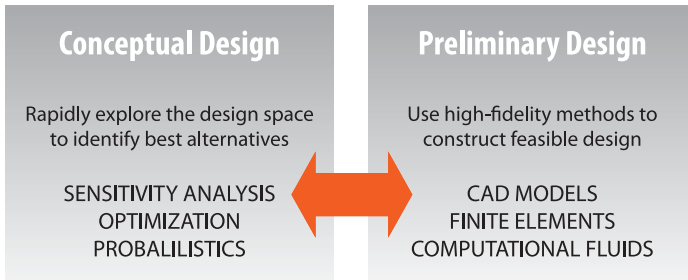 Conceptual Design
Rapidly explore the design space
to identify best alternatives
SENSITIVITY ANALYSIS
OPTIMIZATION
PROBALILISTICS
Preliminary Design
Use high-fidelity methods to
construct feasible design
CAD MODELS
FINITE ELEMENTS
COMPUTATIONAL FLUIDS